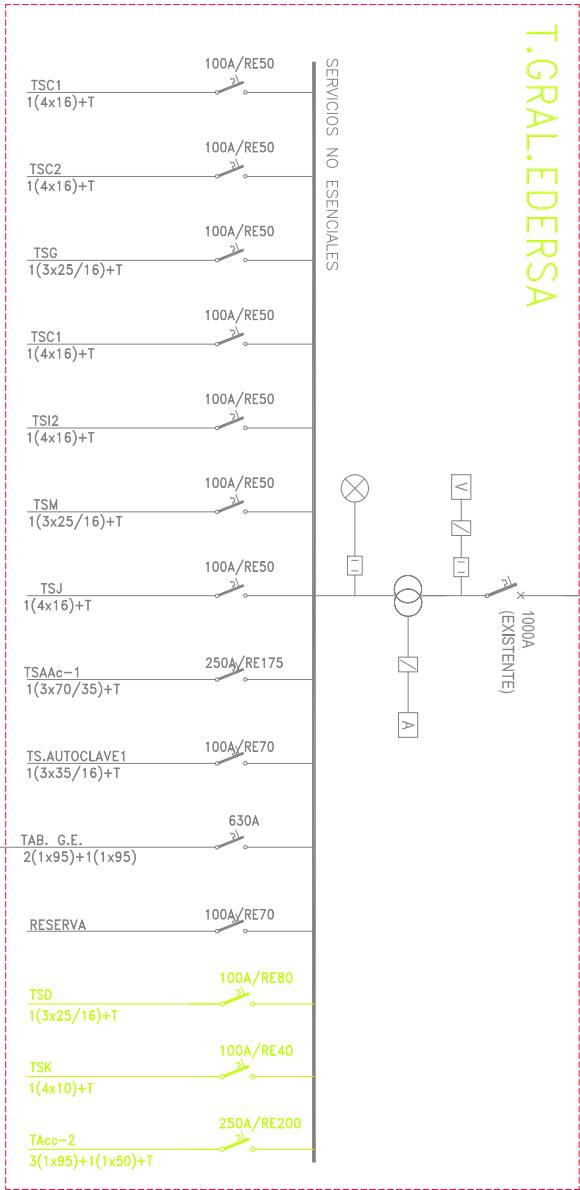 T.GRAL.EDERSA
SERVICIOS NO ESENCIALES
100A/RE50
TSC1
1(4x16)+T
100A/RE50
TSC2
1(4x16)+T
100A/RE50
TSG
1(3x25/16)+T
100A/RE50
TSC1
1(4x16)+T
100A/RE50
TSI2
1(4x16)+T
100A/RE50
TSM
1(3x25/16)+T
100A/RE50
TSJ
1(4x16)+T
V
1000A
(EXISTENTE)
A
250A/RE175
TSAAc-1
1(3x70/35)+T
100A/RE70
TS.AUTOCLAVE1
1(3x35/16)+T
630A
TAB. G.E.
2(1x95)+1(1x95)
100A/RE70
RESERVA
100A/RE80
TSD
1(3x25/16)+T
100A/RE40
TSK
1(4x10)+T
250A/RE200
TAcc-2
3(1x95)+1(1x50)+T